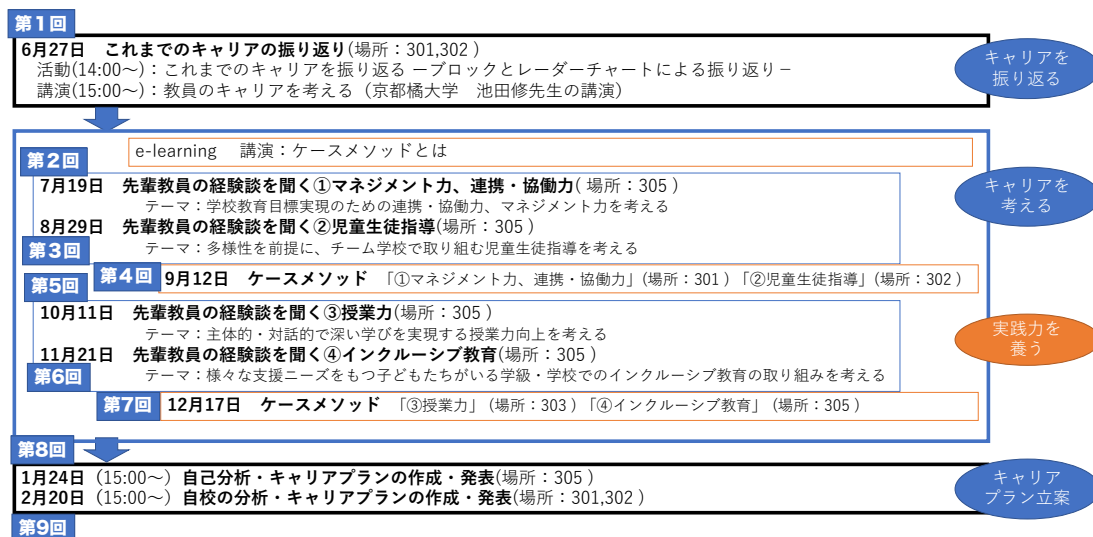 第1回
6月27日　これまでのキャリアの振り返り(場所：301,302 )
活動(14:00～)：これまでのキャリアを振り返る ーブロックとレーダーチャートによる振り返り－
講演(15:00～)：教員のキャリアを考える（京都橘大学　池田修先生の講演）
キャリアを
振り返る
e-learning　講演：ケースメソッドとは
第2回
7月19日　先輩教員の経験談を聞く①マネジメント力、連携・協働力( 場所：305 )
テーマ：学校教育目標実現のための連携・協働力、マネジメント力を考える
キャリアを
考える
8月29日　先輩教員の経験談を聞く②児童生徒指導(場所：305 )
テーマ：多様性を前提に、チーム学校で取り組む児童生徒指導を考える
第3回
第4回
9月12日　ケースメソッド　「①マネジメント力、連携・協働力」(場所：301 )「②児童生徒指導」(場所：302 )
第5回
10月11日　先輩教員の経験談を聞く③授業力(場所：305 )
テーマ：主体的・対話的で深い学びを実現する授業力向上を考える
実践力を
養う
11月21日　先輩教員の経験談を聞く④インクルーシブ教育(場所：305 )
テーマ：様々な支援ニーズをもつ子どもたちがいる学級・学校でのインクルーシブ教育の取り組みを考える
第6回
第7回
12月17日　ケースメソッド　「③授業力」（場所：303 )「④インクルーシブ教育」（場所：305 )
第8回
1月24日（15:00～）自己分析・キャリアプランの作成・発表(場所：305 )
2月20日（15:00～）自校の分析・キャリアプランの作成・発表(場所：301,302 )
キャリア
プラン立案
第9回